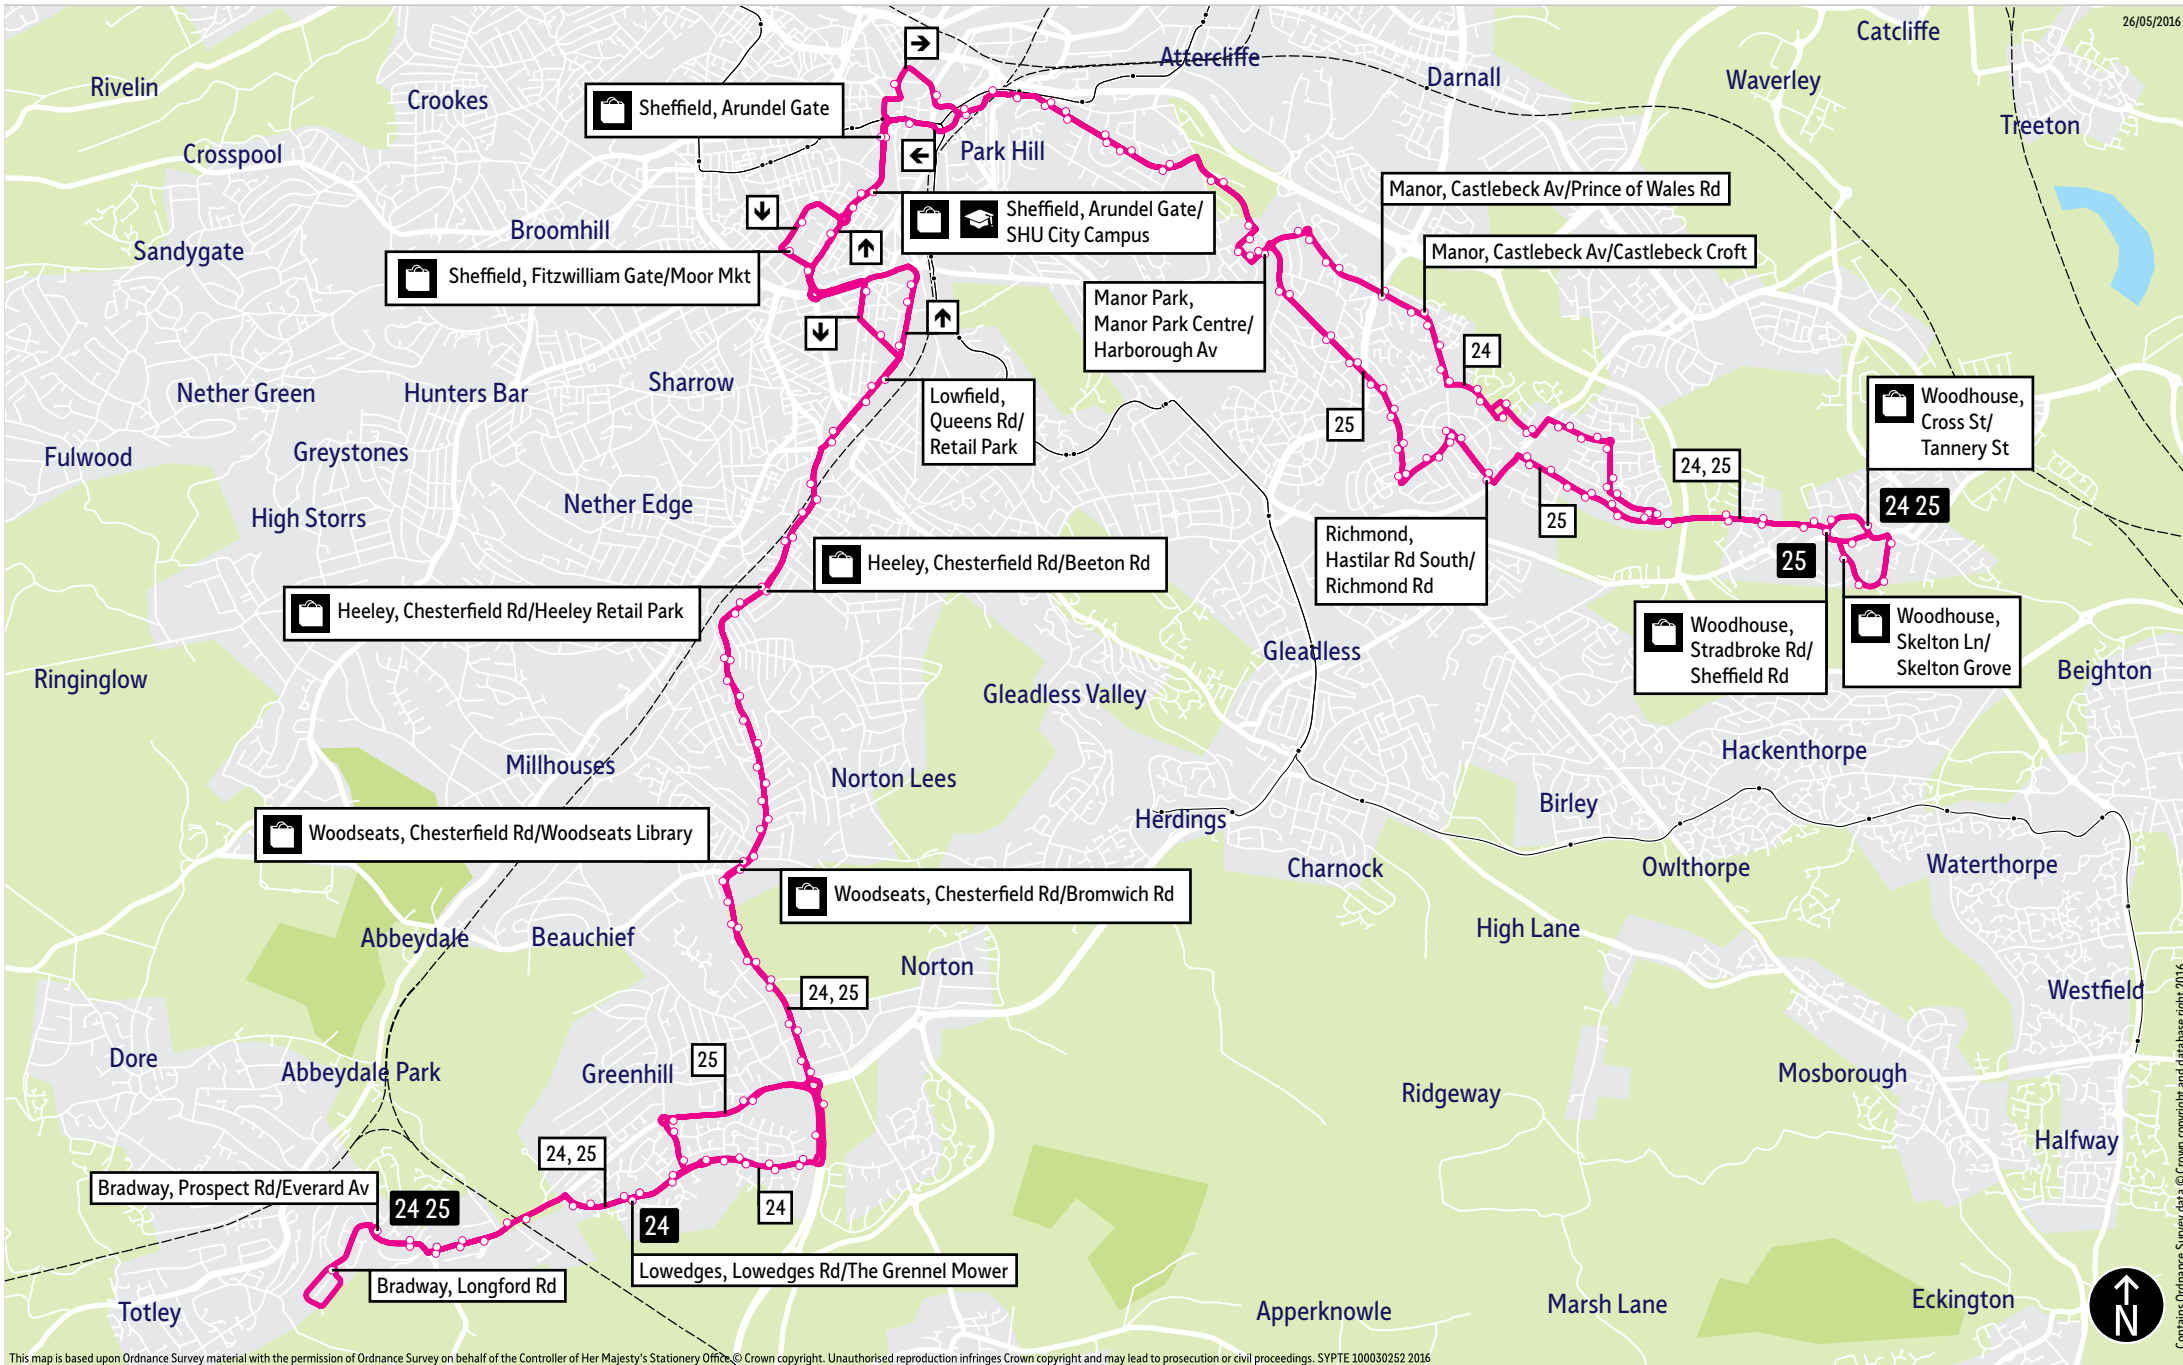 26/05/2016
Catcliffe
Attercliffe
Darnall
Waverley
Rivelin
Crookes
Sheffield, Arundel Gate
Treeton
Crosspool
Park Hill
Manor, Castlebeck Av/Prince of Wales Rd
Sheffield, Arundel Gate/
SHU City Campus
Broomhill
Sandygate
Manor, Castlebeck Av/Castlebeck Croft
Sheffield, Fitzwilliam Gate/Moor Mkt
Manor Park,
Manor Park Centre/
Harborough Av
24
Sharrow
Nether Green
Hunters Bar
Lowfield,
Queens Rd/
Retail Park
25
Woodhouse,
Cross St/
Tannery St
Greystones
Fulwood
24, 25
Nether Edge
High Storrs
24 25
25
Richmond,
Hastilar Rd South/
Richmond Rd
25
Heeley, Chesterfield Rd/Beeton Rd
Heeley, Chesterfield Rd/Heeley Retail Park
Woodhouse,
Stradbroke Rd/
Sheffield Rd
Woodhouse,
Skelton Ln/
Skelton Grove
Gleadless
Beighton
Ringinglow
Gleadless Valley
Hackenthorpe
Millhouses
Norton Lees
Birley
Herdings
Woodseats, Chesterfield Rd/Woodseats Library
Charnock
Owlthorpe
Waterthorpe
Woodseats, Chesterfield Rd/Bromwich Rd
High Lane
Abbeydale
Beauchief
Norton
24, 25
Westfield
Dore
25
Abbeydale Park
Greenhill
Mosborough
Ridgeway
Halfway
24, 25
Bradway, Prospect Rd/Everard Av
24 25
24
24
Lowedges, Lowedges Rd/The Grennel Mower
Bradway, Longford Rd
Totley
Apperknowle
Marsh Lane
Eckington
N
This map is based upon Ordnance Survey material with the permission of Ordnance Survey on behalf of the Controller of Her Majesty's Stationery Office © Crown copyright. Unauthorised reproduction infringes Crown copyright and may lead to prosecution or civil proceedings. SYPTE 100030252 2016
Contains Ordnance Survey data © Crown copyright and database right 2016